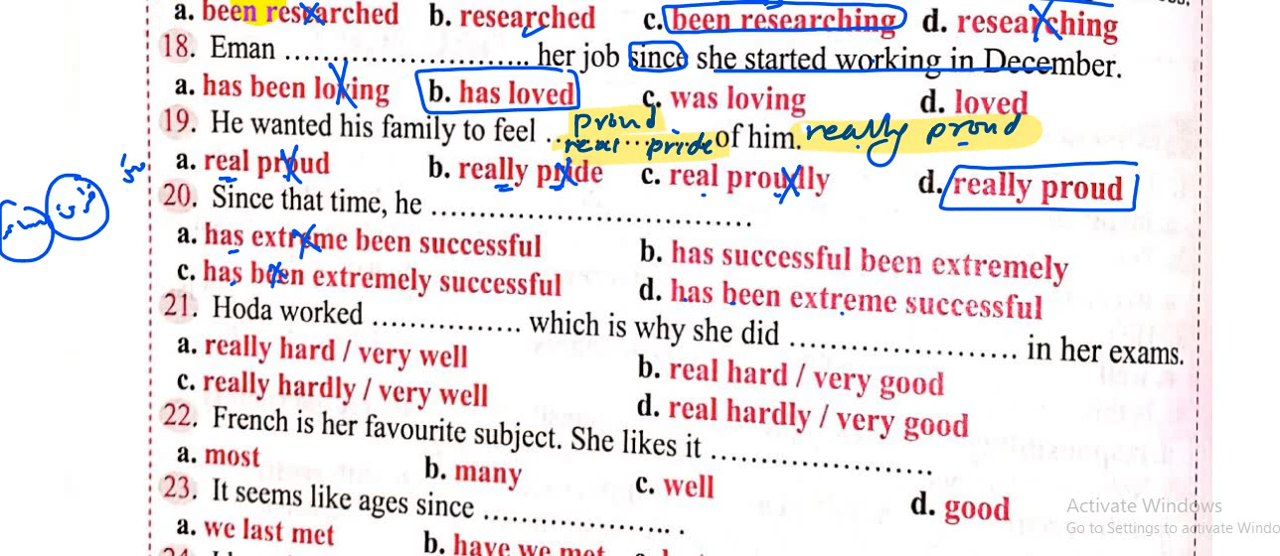 a. been researched b. researched c. been researching d. researching
18. Eman ........................... her job since she started working in December.
a. has been loving b. has loved c. was loving d. loved
proud
19. He wanted his family to feel ............ of him. really proud
real pride
a. real proud b. really pride c. real proudly d. really proud
20. Since that time, he ....................................
a. has extreme been successful b. has successful been extremely
c. has been extremely successful d. has been extreme successful
21. Hoda worked ................ which is why she did ........................ in her exams.
a. really hard / very well b. real hard / very good
c. really hardly / very well d. real hardly / very good
22. French is her favourite subject. She likes it ........................
a. most b. many c. well d. good
23. It seems like ages since ......................
a. we last met b. have we met
Activate Windows
Go to Settings to activate Windo